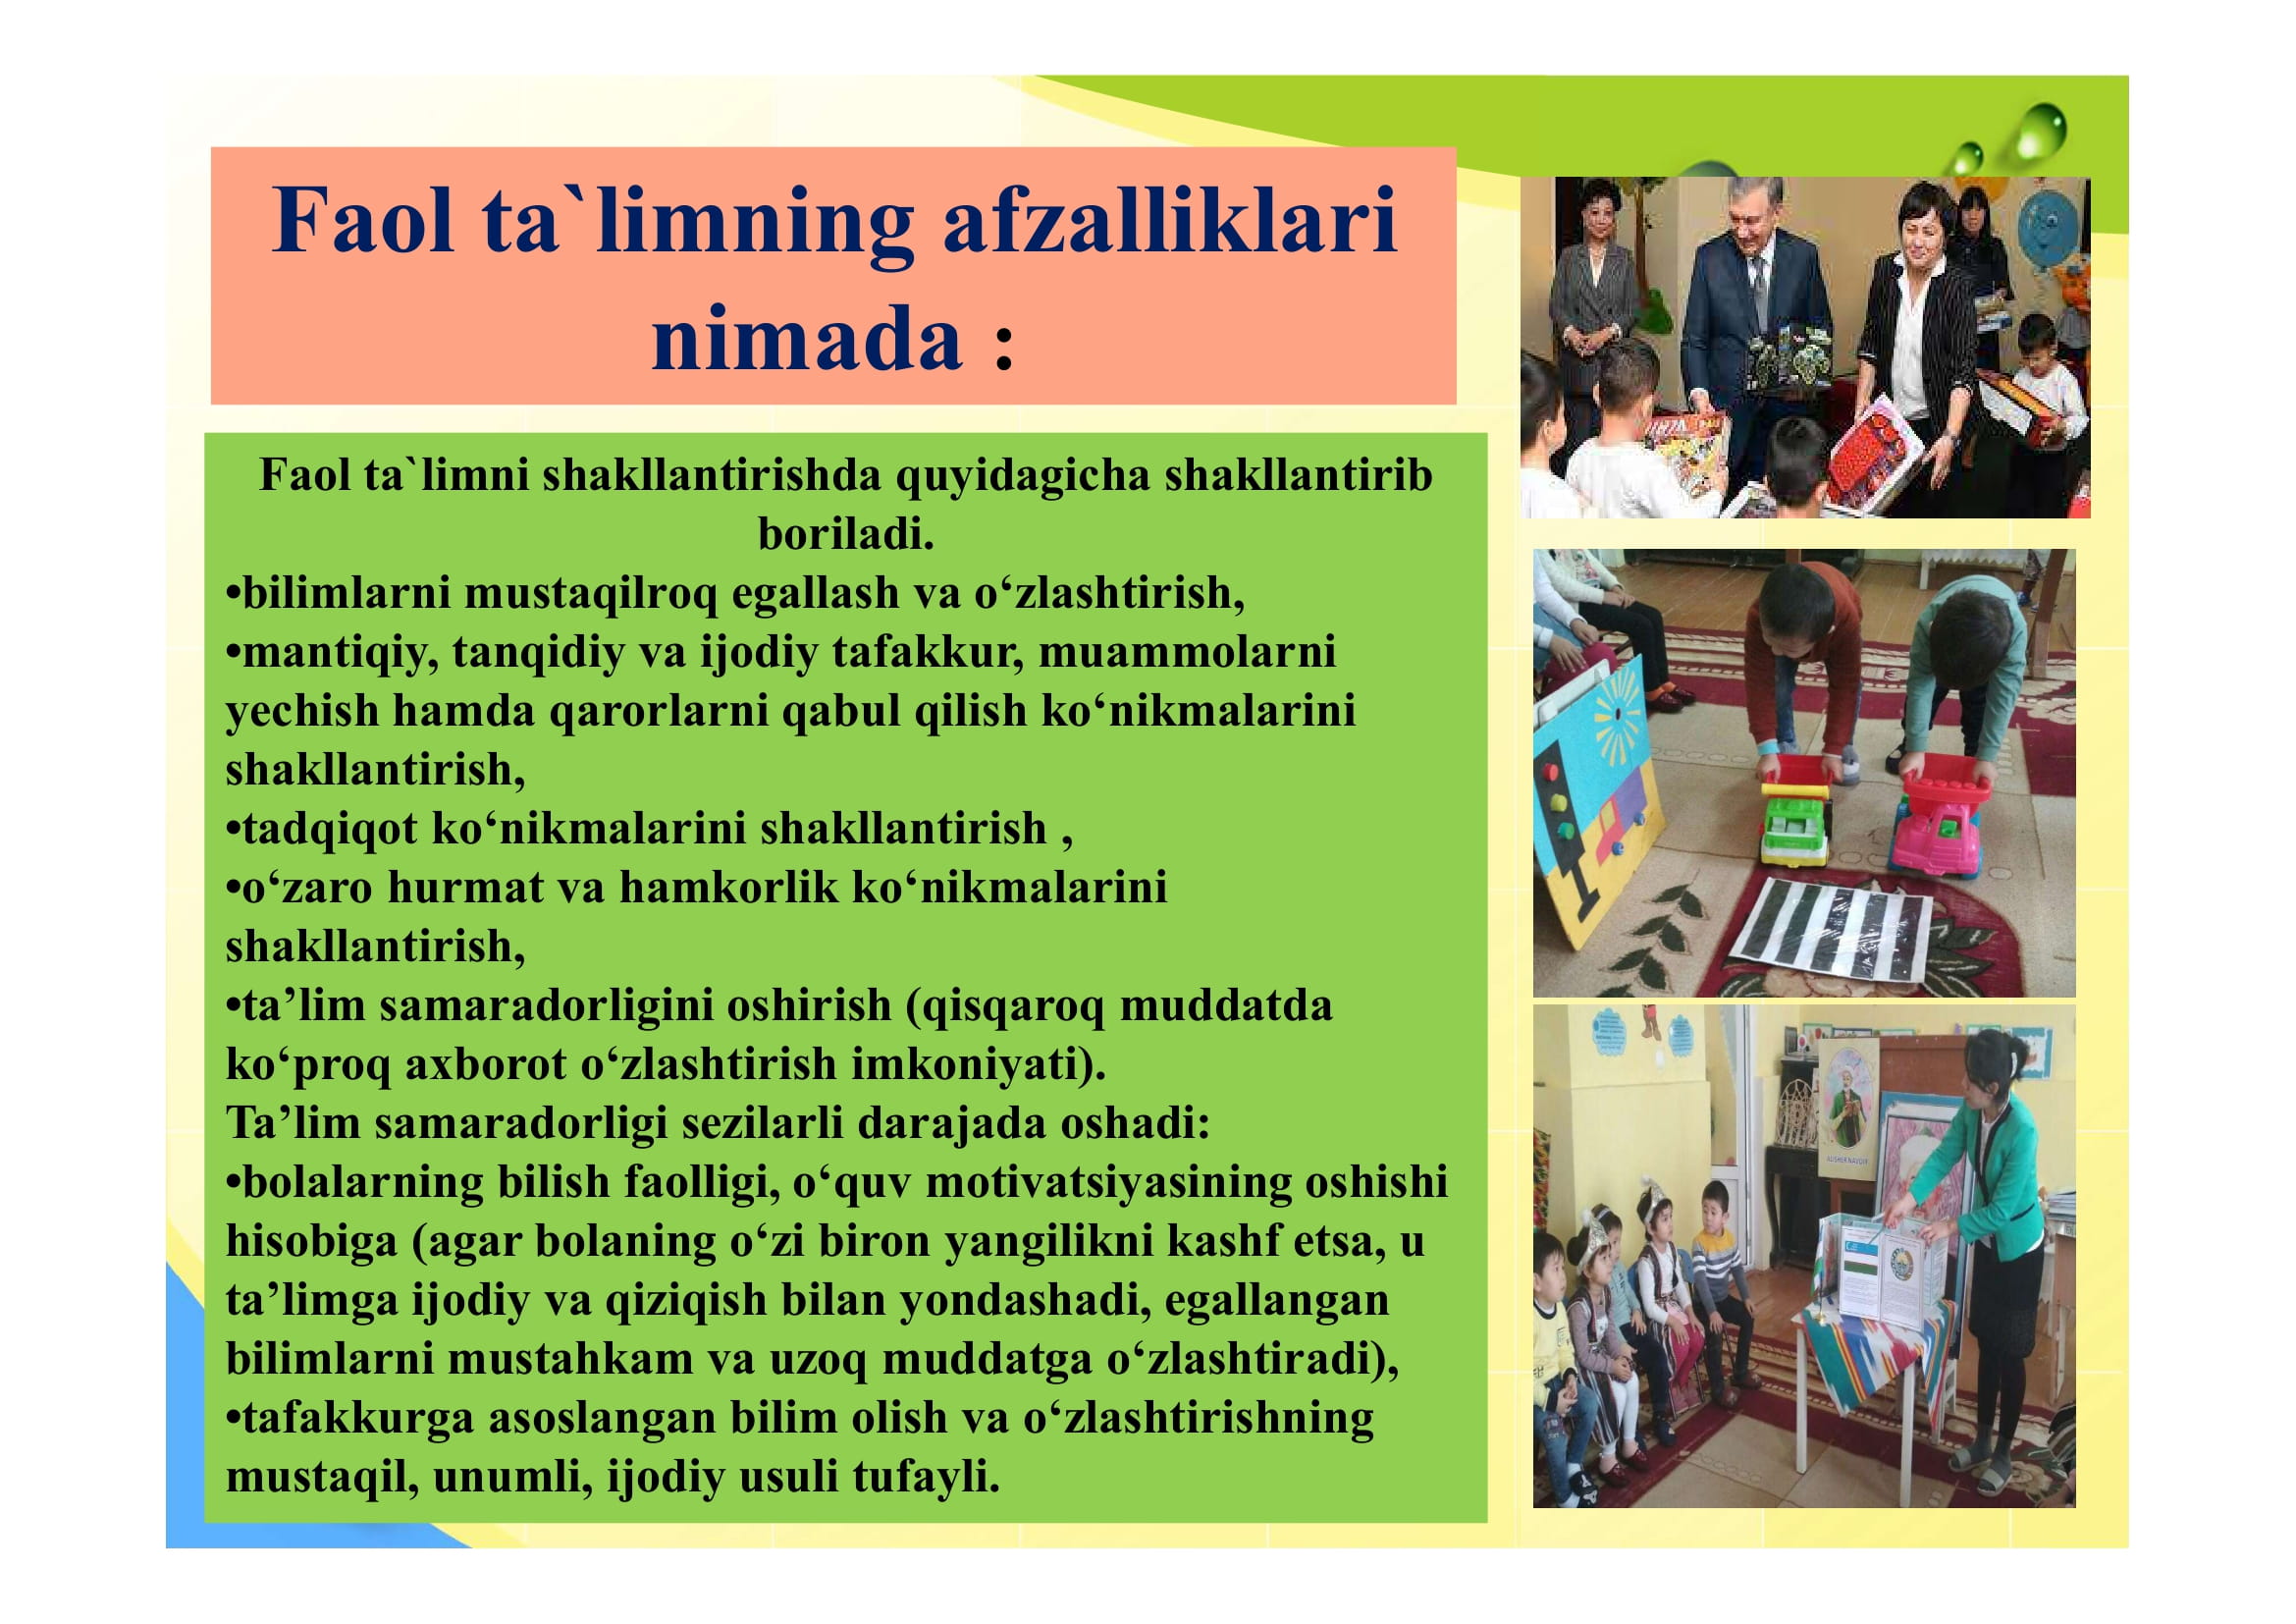 Faol ta`limning afzalliklari
nimada :
Faol ta`limni shakllantirishda quyidagicha shakllantirib
boriladi.
•bilimlarni mustaqilroq egallash va o‘zlashtirish,
•mantiqiy, tanqidiy va ijodiy tafakkur, muammolarni
yechish hamda qarorlarni qabul qilish ko‘nikmalarini
shakllantirish,
•tadqiqot ko‘nikmalarini shakllantirish ,
•o‘zaro hurmat va hamkorlik ko‘nikmalarini
shakllantirish,
•ta’lim samaradorligini oshirish (qisqaroq muddatda
ko‘proq axborot o‘zlashtirish imkoniyati).
Ta’lim samaradorligi sezilarli darajada oshadi:
•bolalarning bilish faolligi, o‘quv motivatsiyasining oshishi
hisobiga (agar bolaning o‘zi biron yangilikni kashf etsa, u
ta’limga ijodiy va qiziqish bilan yondashadi, egallangan
bilimlarni mustahkam va uzoq muddatga o‘zlashtiradi),
•tafakkurga asoslangan bilim olish va o‘zlashtirishning
mustaqil, unumli, ijodiy usuli tufayli.
ALISHER NAVOIY